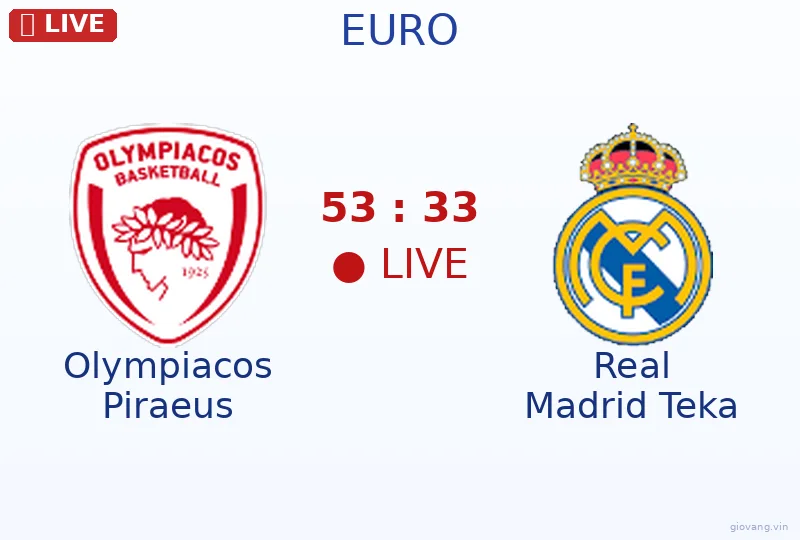 LIVE
EURO
OLYMPIACOS
BASKETBALL
1925
53 : 33
● LIVE
Olympiacos
Piraeus
Real
Madrid Teka
giovang.vin